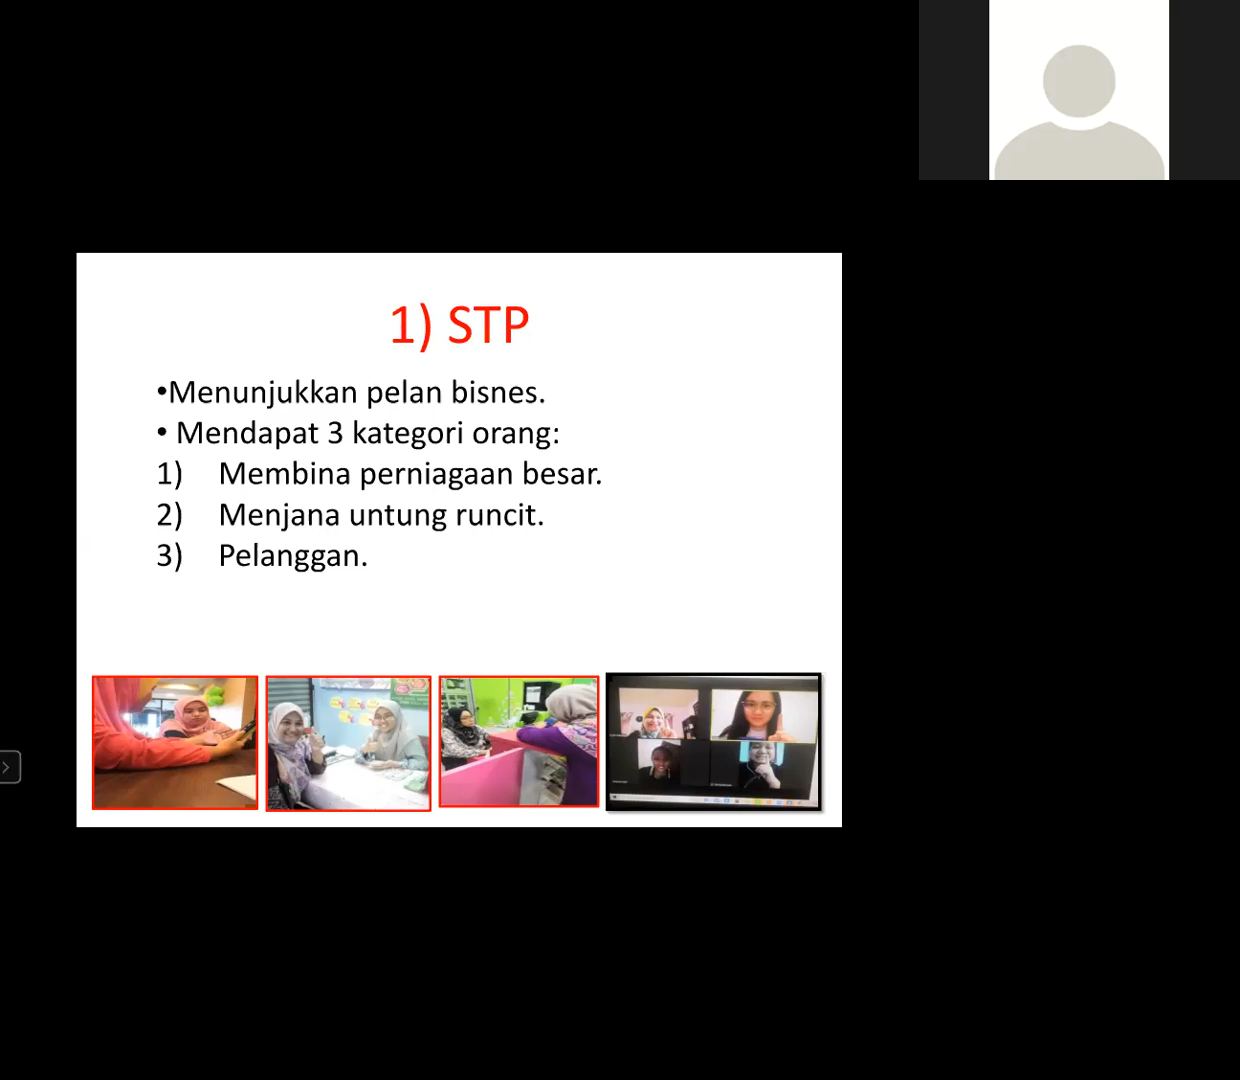 1) STP
•Menunjukkan pelan bisnes.
• Mendapat 3 kategori orang:
1) Membina perniagaan besar.
2) Menjana untung runcit.
3) Pelanggan.